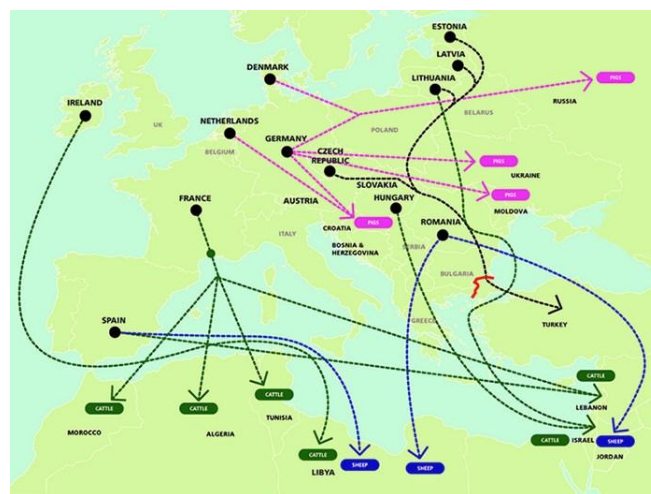 ESTONIA
LATVIA
DENMARK
LITHUANIA
PIGS
IRELAND
RUSSIA
BELARUS
UK
NETHERLANDS
POLAND
GERMANY
BELGIUM
CZECH
REPUBLIC
PIGS
UKRAINE
SLOVAKIA
PIGS
FRANCE
AUSTRIA
HUNGARY
MOLDOVA
PIGS
ROMANIA
CROATIA
ITALY
BOSNIA &
HERZEGOVINA
SERBIA
BULGARIA
SPAIN
GREECE
TURKEY
CATTLE
CATTLE
LEBANON
CATTLE
CATTLE
TUNISIA
MOROCCO
ALGERIA
CATTLE
ISRAEL
SHEEP
CATTLE
JORDAN
SHEEP
SHEEP
LIBYA